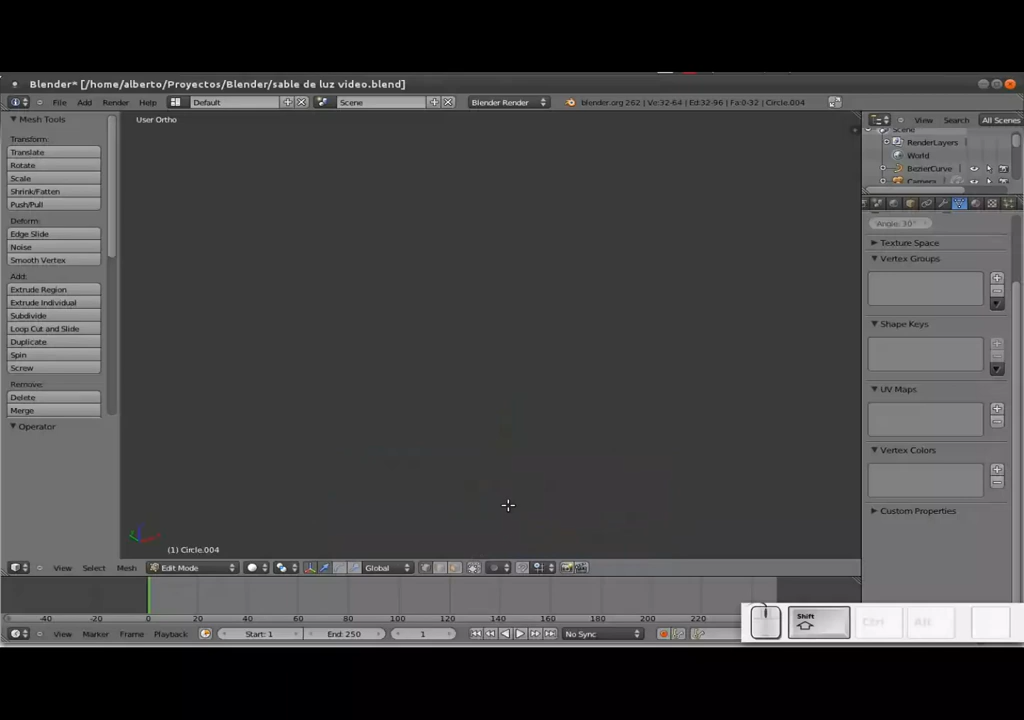 Blender* [/home/alberto/Proyectos/Blender/sable de luz video.blend]
File Add Render Help Default Scene Blender Render blender.org 262 | Ve:32-64 | Ed:32-96 | Fa:0-32 | Circle.004
Mesh Tools
User Ortho
View Search All Scenes
Scene
RenderLayers
World
BezierCurve
Camera
Transform:
Translate
Rotate
Scale
Shrink/Fatten
Push/Pull
Deform:
Edge Slide
Noise
Smooth Vertex
Add:
Extrude Region
Extrude Individual
Subdivide
Loop Cut and Slide
Duplicate
Spin
Screw
Remove:
Delete
Merge
Operator
Angle: 30°
Texture Space
Vertex Groups
Shape Keys
UV Maps
Vertex Colors
Custom Properties
(1) Circle.004
View Select Mesh Edit Mode Global
-40 -20 0 20 40 60 80 100 120 140 160 180 200 220
View Marker Frame Playback Start: 1 End: 250 1 No Sync
Shift Ctrl Alt